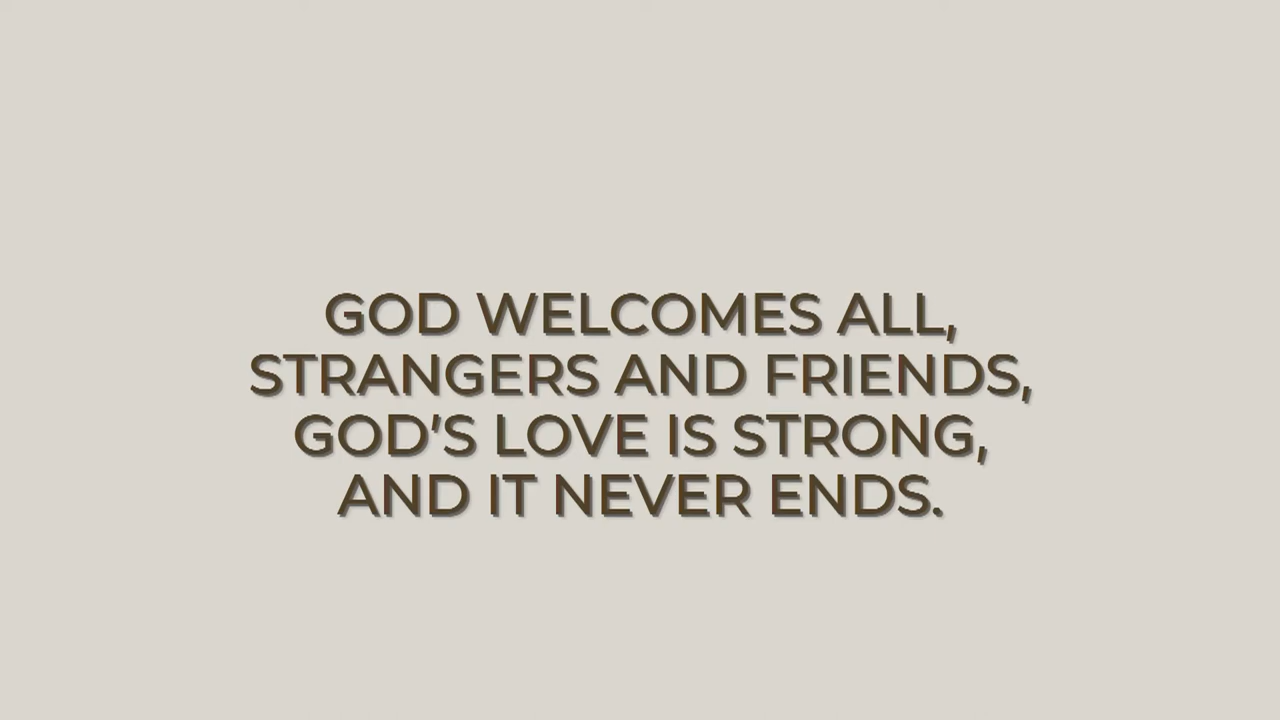 GOD WELCOMES ALL,
STRANGERS AND FRIENDS,
GOD'S LOVE IS STRONG,
AND IT NEVER ENDS.